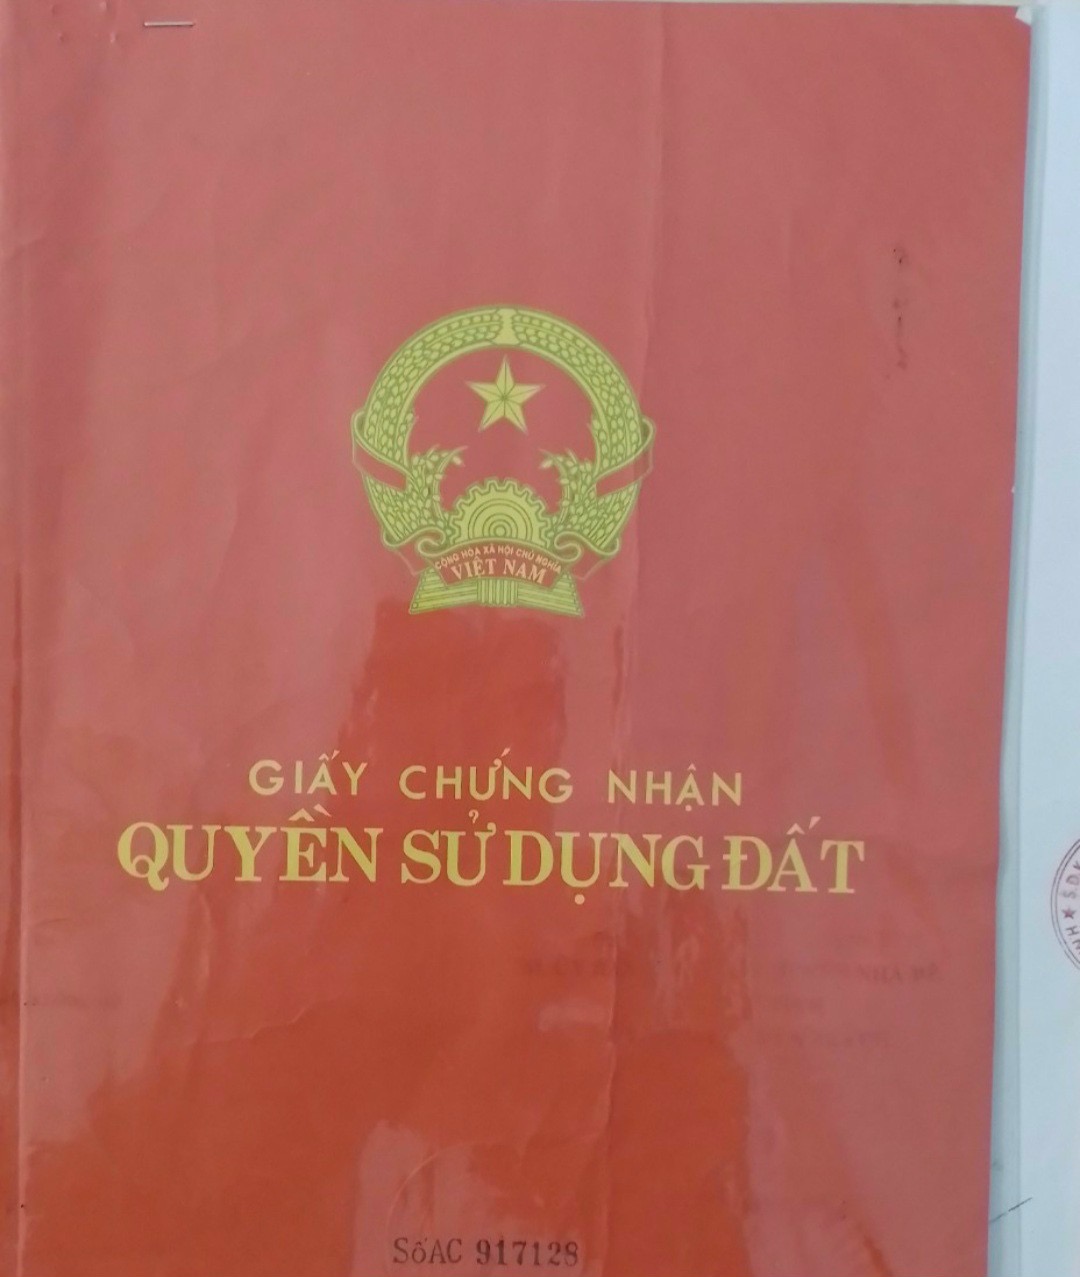 CỘNG HÒA XÃ HỘI CHỦ NGHĨA
VIỆT NAM
GIẤY CHỨNG NHẬN
QUYỀN SỬ DỤNG ĐẤT
Số AC 917128